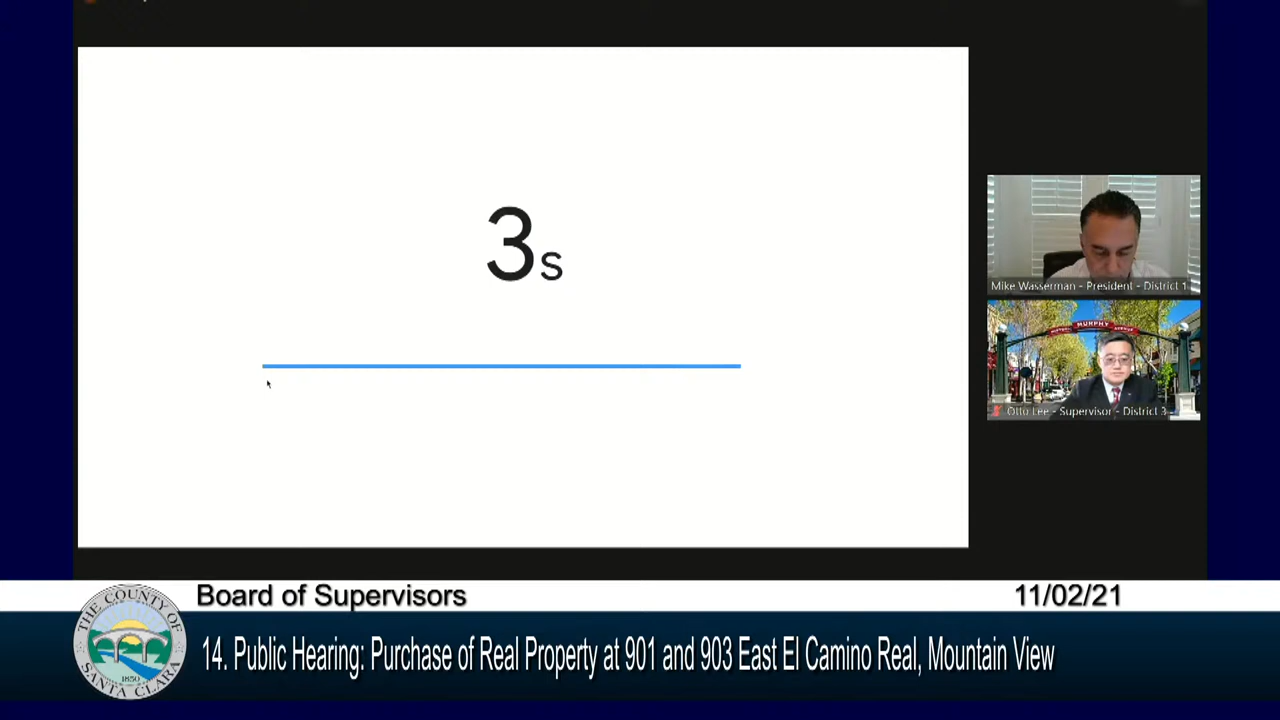 3s
Mike Wasserman - President - District 1
MURPHY
Otto Lee - Supervisor - District 3
Board of Supervisors
11/02/21
THE COUNTY OF
SANTA CLARA
1850
14. Public Hearing: Purchase of Real Property at 901 and 903 East El Camino Real, Mountain View